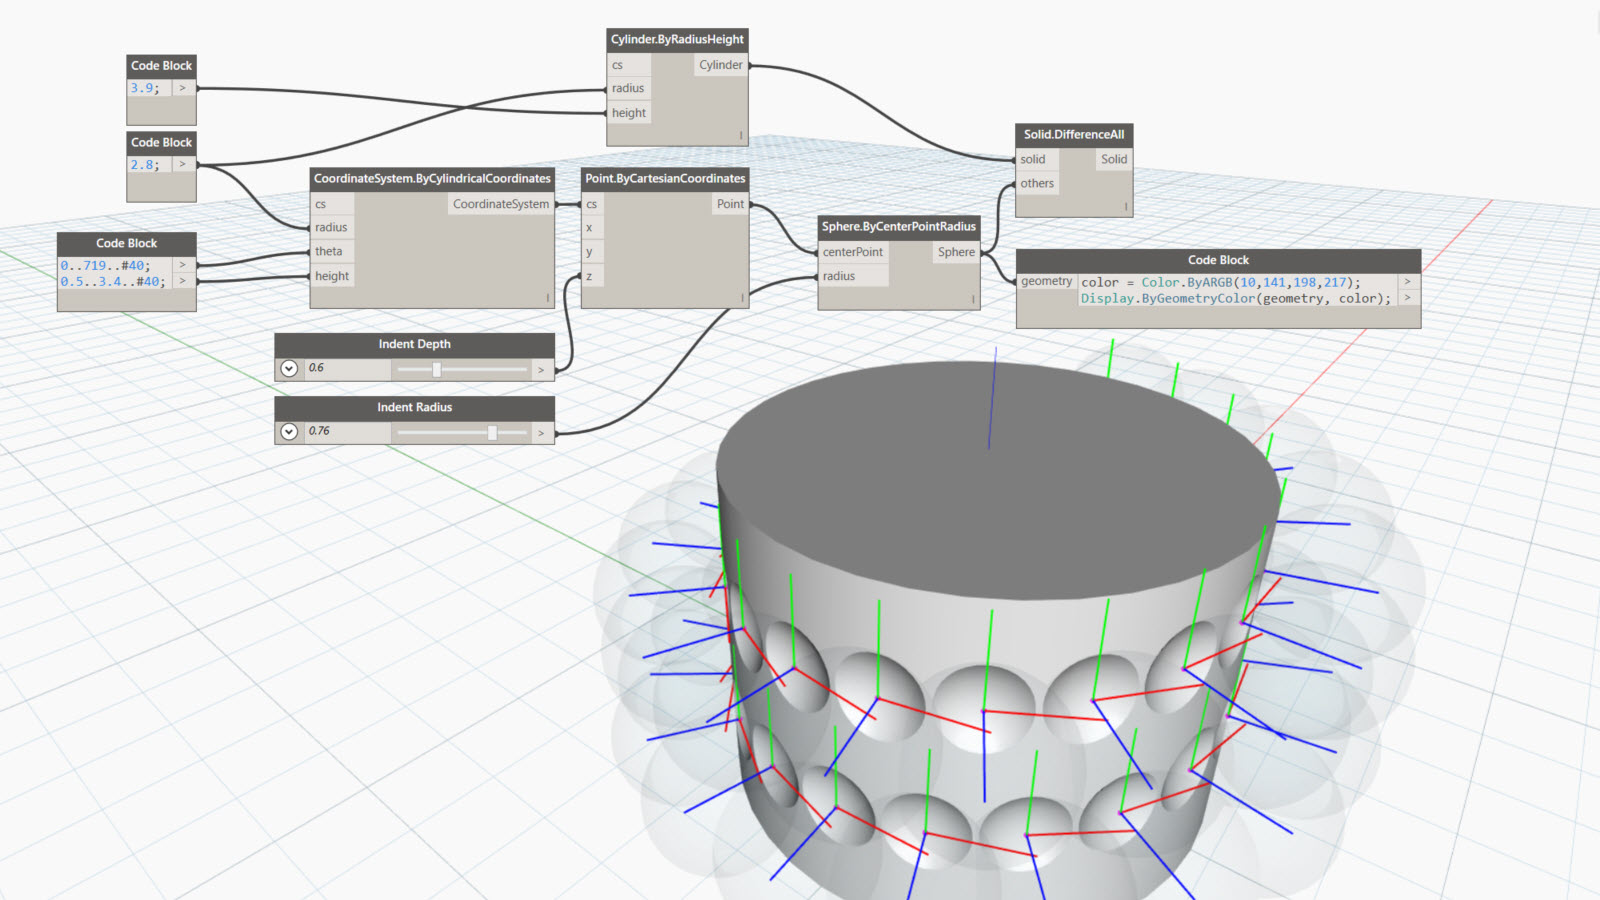 Code Block
3.9; >
Code Block
2.8; >
Code Block
0..719..#40; >
0.5..3.4..#40; >
Cylinder.ByRadiusHeight
cs Cylinder
radius
height
CoordinateSystem.ByCylindricalCoordinates
cs CoordinateSystem
radius
theta
height
Point.ByCartesianCoordinates
cs Point
x
y
z
Indent Depth
0.6 >
Indent Radius
0.76 >
Sphere.ByCenterPointRadius
centerPoint Sphere
radius
Solid.DifferenceAll
solid Solid
others
Code Block
geometry color = Color.ByARGB(10,141,198,217); >
Display.ByGeometryColor(geometry, color); >